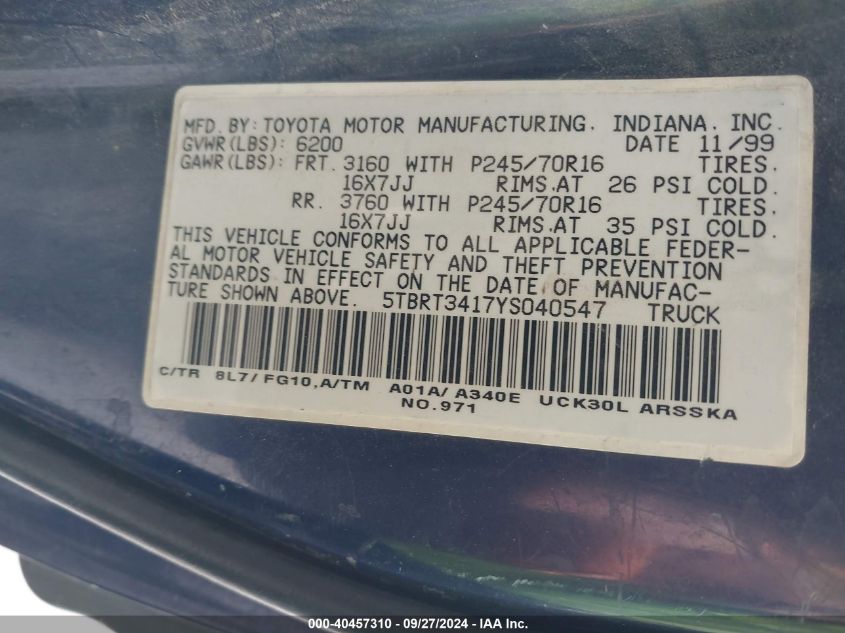 MFD. BY: TOYOTA MOTOR MANUFACTURING. INDIANA, INC.
GVWR(LBS): 6200 DATE 11/99
GAWR(LBS): FRT. 3160 WITH P245/70R16 TIRES.
16X7JJ RIMS.AT 26 PSI COLD.
RR. 3760 WITH P245/70R16 TIRES.
16X7JJ RIMS.AT 35 PSI COLD.
THIS VEHICLE CONFORMS TO ALL APPLICABLE FEDER-
AL MOTOR VEHICLE SAFETY AND THEFT PREVENTION
STANDARDS IN EFFECT ON THE DATE OF MANUFAC-
TURE SHOWN ABOVE. 5TBRT3417YS040547 TRUCK
C/TR 8L7/FG10,A/TM A01A/A340E UCK30L ARSSKA
NO.971
000-40457310 - 09/27/2024 - IAA Inc.